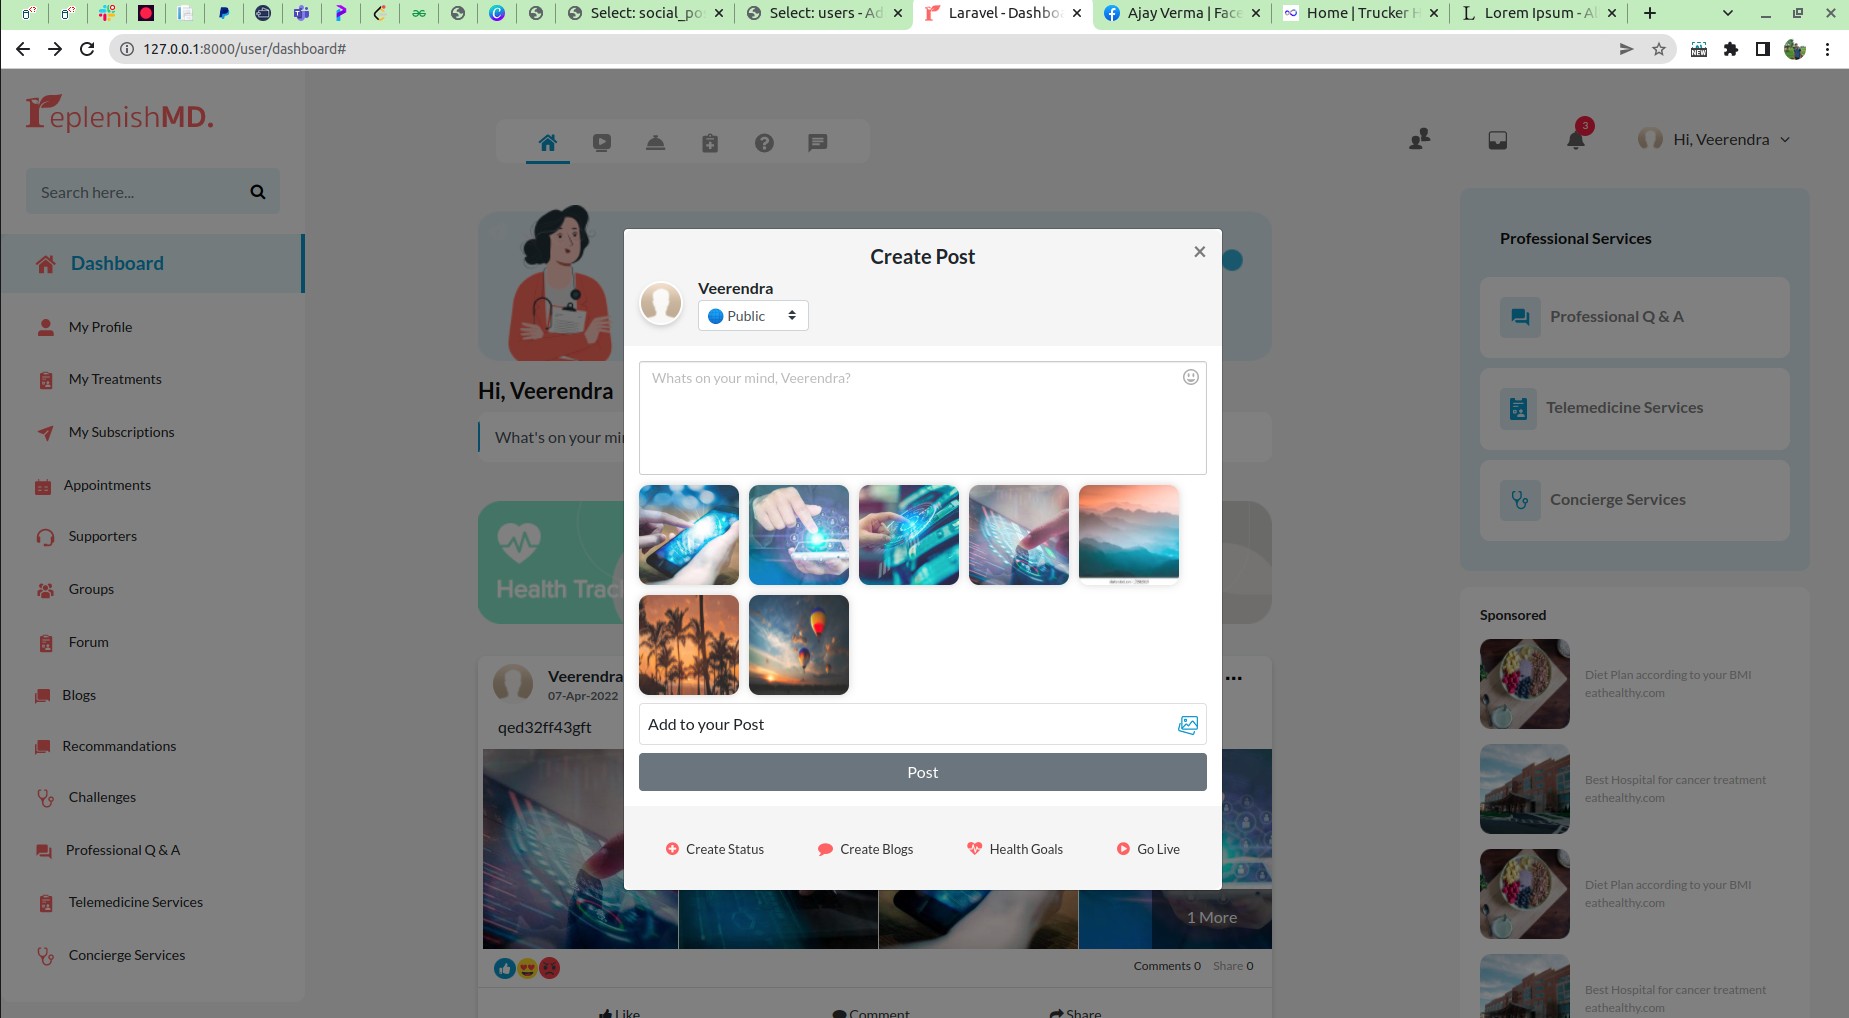 Select: social_po
Select: users - Ad
Laravel - Dashbo
Ajay Verma | Face
Home | Trucker H
Lorem Ipsum - Al
127.0.0.1:8000/user/dashboard#
NEW
replenishMD.
3
Hi, Veerendra
Search here...
Dashboard
My Profile
My Treatments
My Subscriptions
Appointments
Supporters
Groups
Forum
Blogs
Recommandations
Challenges
Professional Q & A
Telemedicine Services
Concierge Services
Hi, Veerendra
What's on your mi
Health Trac
Veerendra
07-Apr-2022
qed32ff43gft
1 More
Comments 0 Share 0
Like Comment Share
Create Post
Veerendra
Public
Whats on your mind, Veerendra?
Add to your Post
Post
Create Status
Create Blogs
Health Goals
Go Live
Professional Services
Professional Q & A
Telemedicine Services
Concierge Services
Sponsored
Diet Plan according to your BMI
eathealthy.com
Best Hospital for cancer treatment
eathealthy.com
Diet Plan according to your BMI
eathealthy.com
Best Hospital for cancer treatment
eathealthy.com